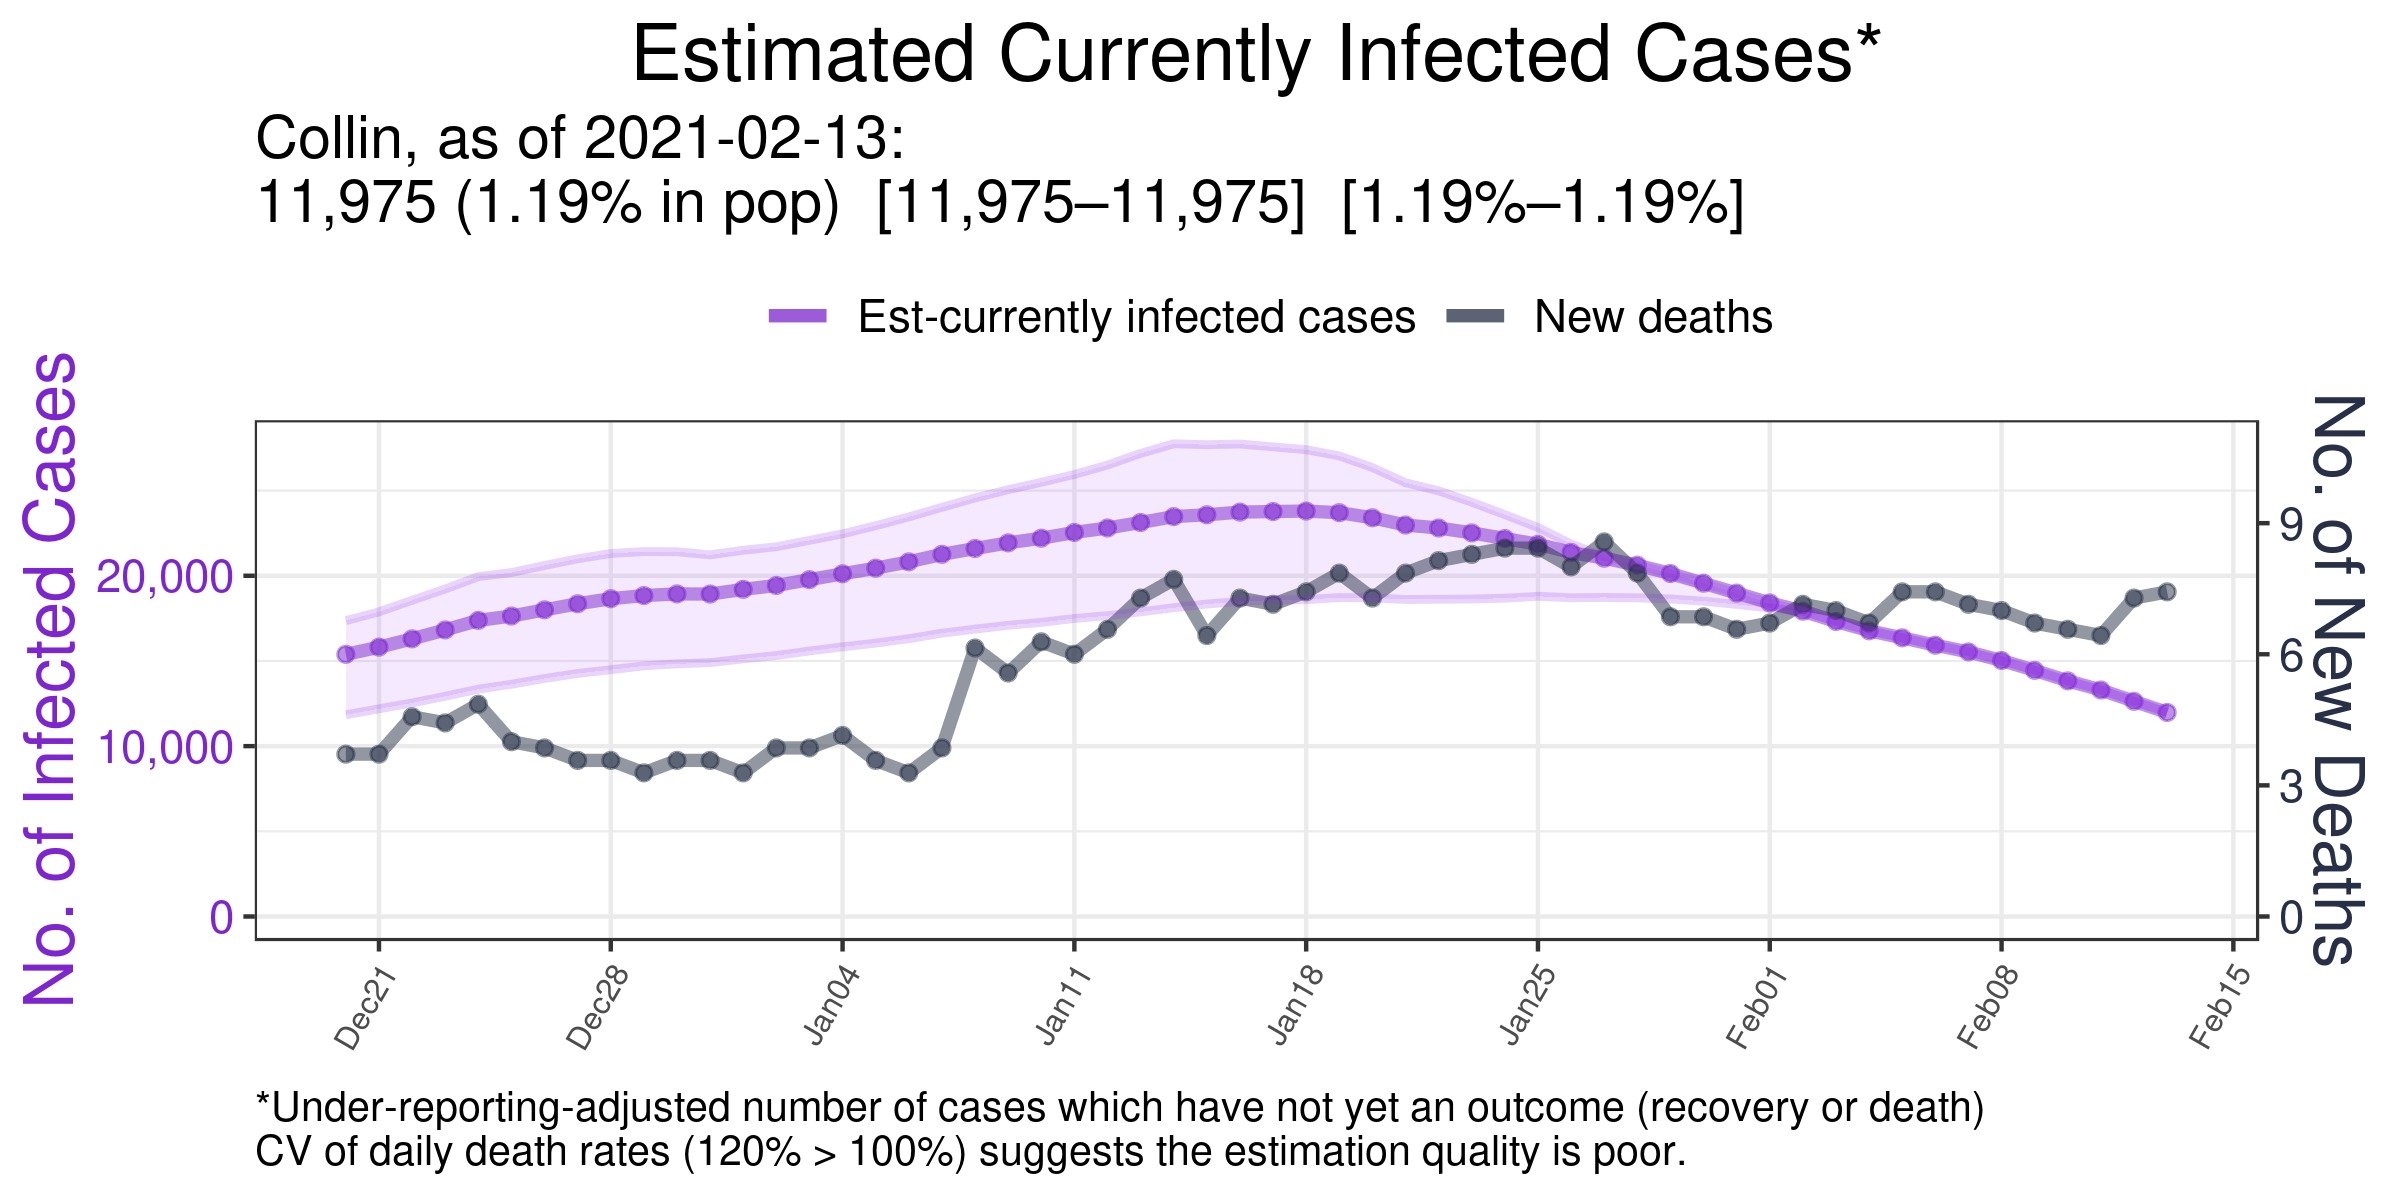 Estimated Currently Infected Cases*
Collin, as of 2021-02-13:
11,975 (1.19% in pop)  [11,975–11,975]  [1.19%–1.19%]
Est-currently infected cases
New deaths
No. of Infected Cases
20,000
10,000
0
No. of New Deaths
9
6
3
0
Dec21
Dec28
Jan04
Jan11
Jan18
Jan25
Feb01
Feb08
Feb15
*Under-reporting-adjusted number of cases which have not yet an outcome (recovery or death)
CV of daily death rates (120% > 100%) suggests the estimation quality is poor.